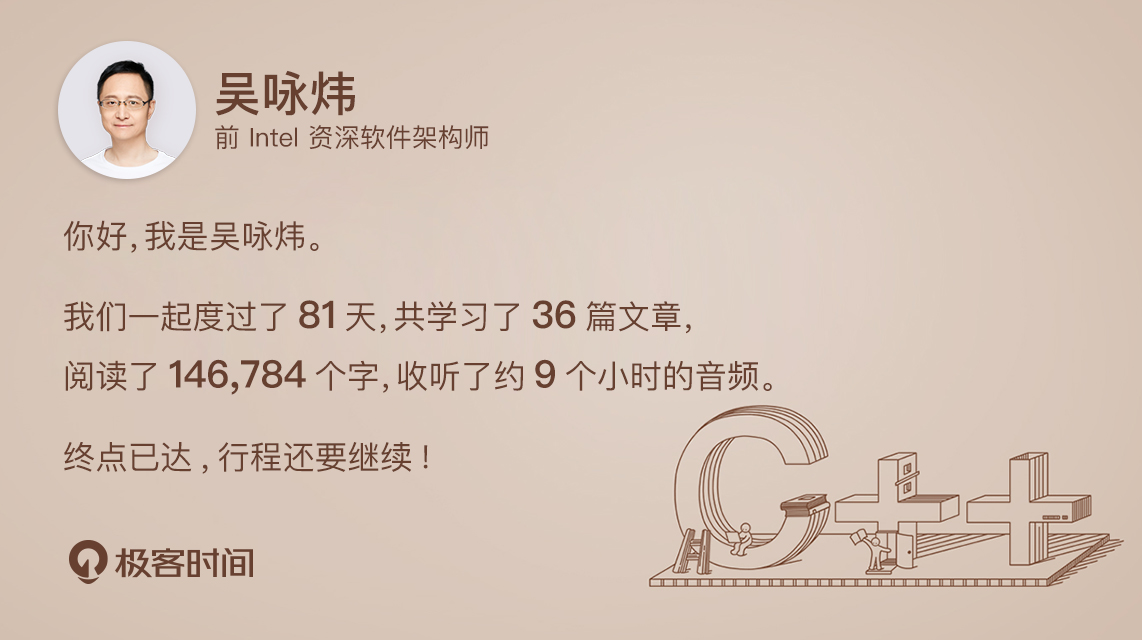 吴咏炜
前 Intel 资深软件架构师
你好,我是吴咏炜。
我们一起度过了 81 天,共学习了 36 篇文章,
阅读了 146,784 个字,收听了约 9 个小时的音频。
终点已达,行程还要继续!
C++
极客时间